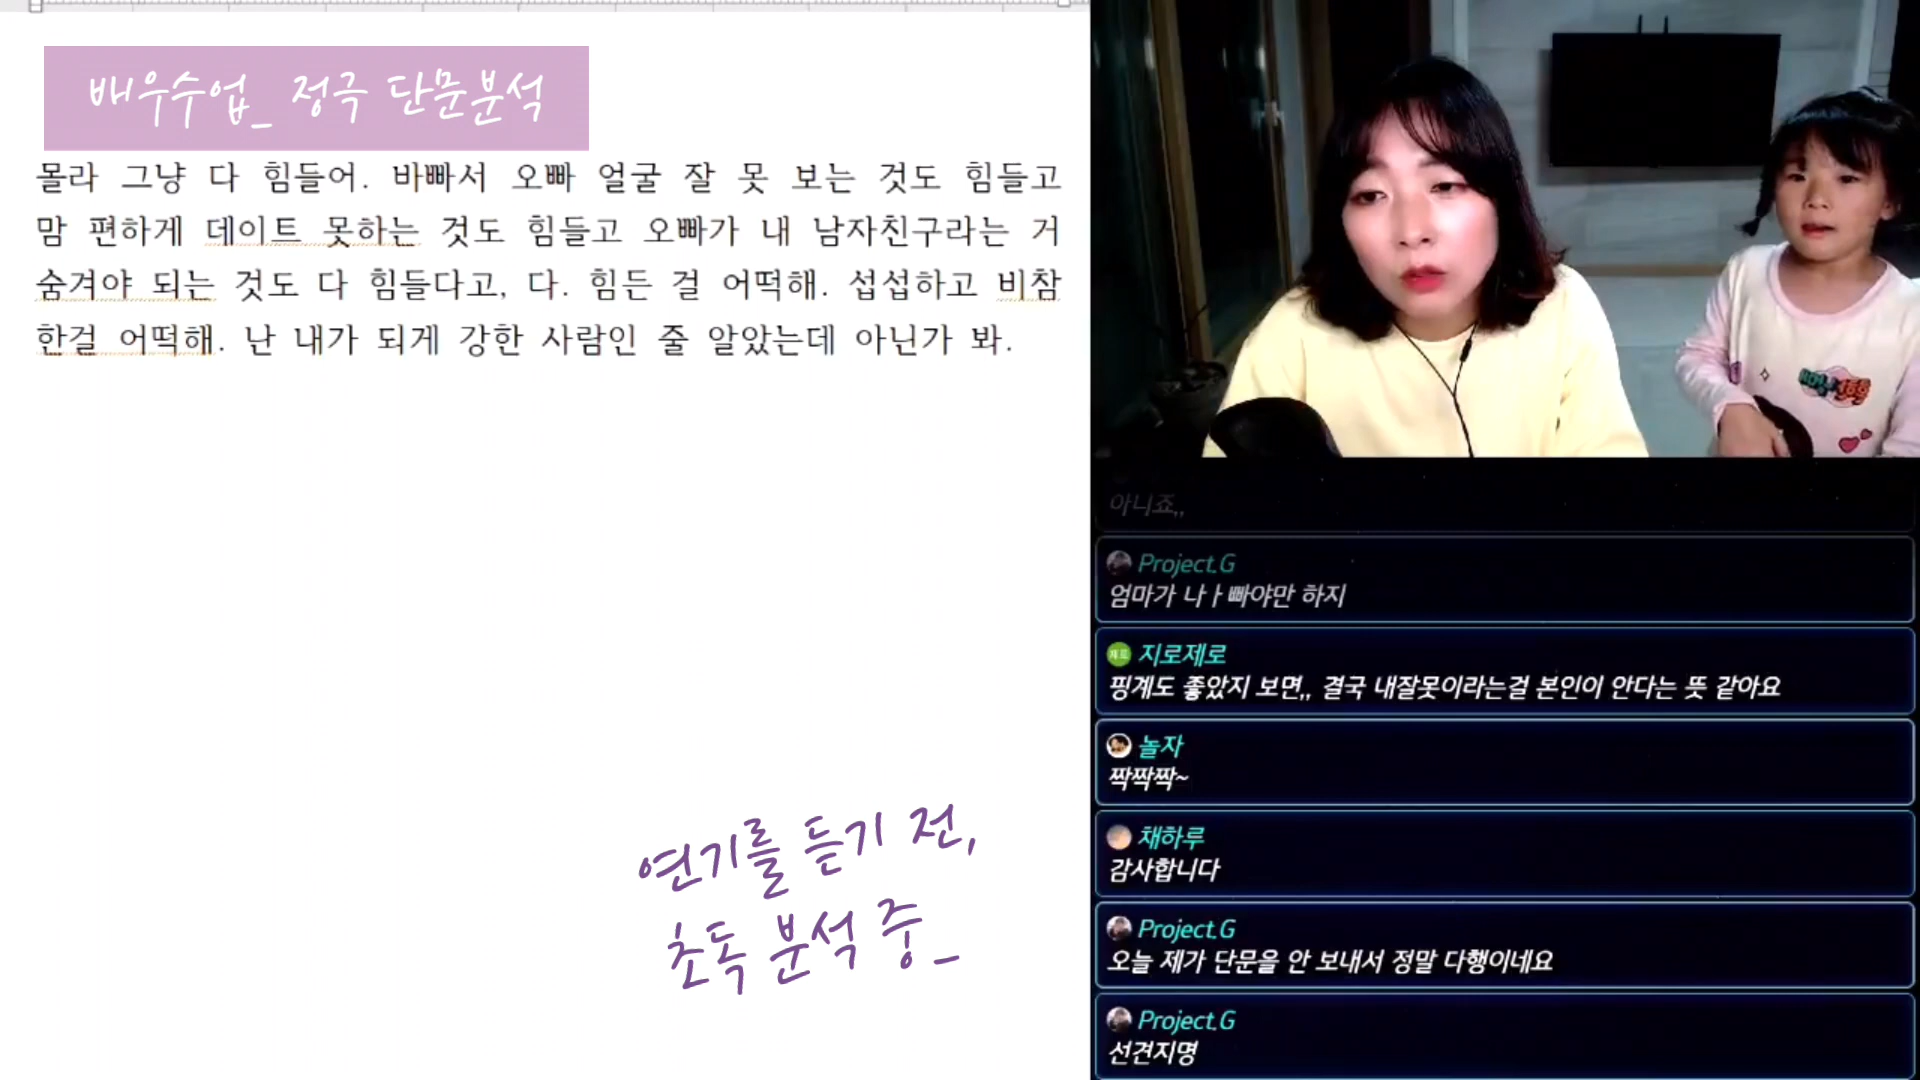 배우수업_ 정극 단문분석
몰라 그냥 다 힘들어. 바빠서 오빠 얼굴 잘 못 보는 것도 힘들고
맘 편하게 데이트 못하는 것도 힘들고 오빠가 내 남자친구라는 거
숨겨야 되는 것도 다 힘들다고, 다. 힘든 걸 어떡해. 섭섭하고 비참
한걸 어떡해. 난 내가 되게 강한 사람인 줄 알았는데 아닌가 봐.
연기를 듣기 전,
초독 분석 중_
아니죠,,
Project.G
엄마가 나ㅏ빠야만 하지
지로제로
핑계도 좋았지 보면,, 결국 내잘못이라는걸 본인이 안다는 뜻 같아요
놀자
짝짝짝~
채하루
감사합니다
Project.G
오늘 제가 단문을 안 보내서 정말 다행이네요
Project.G
선견지명